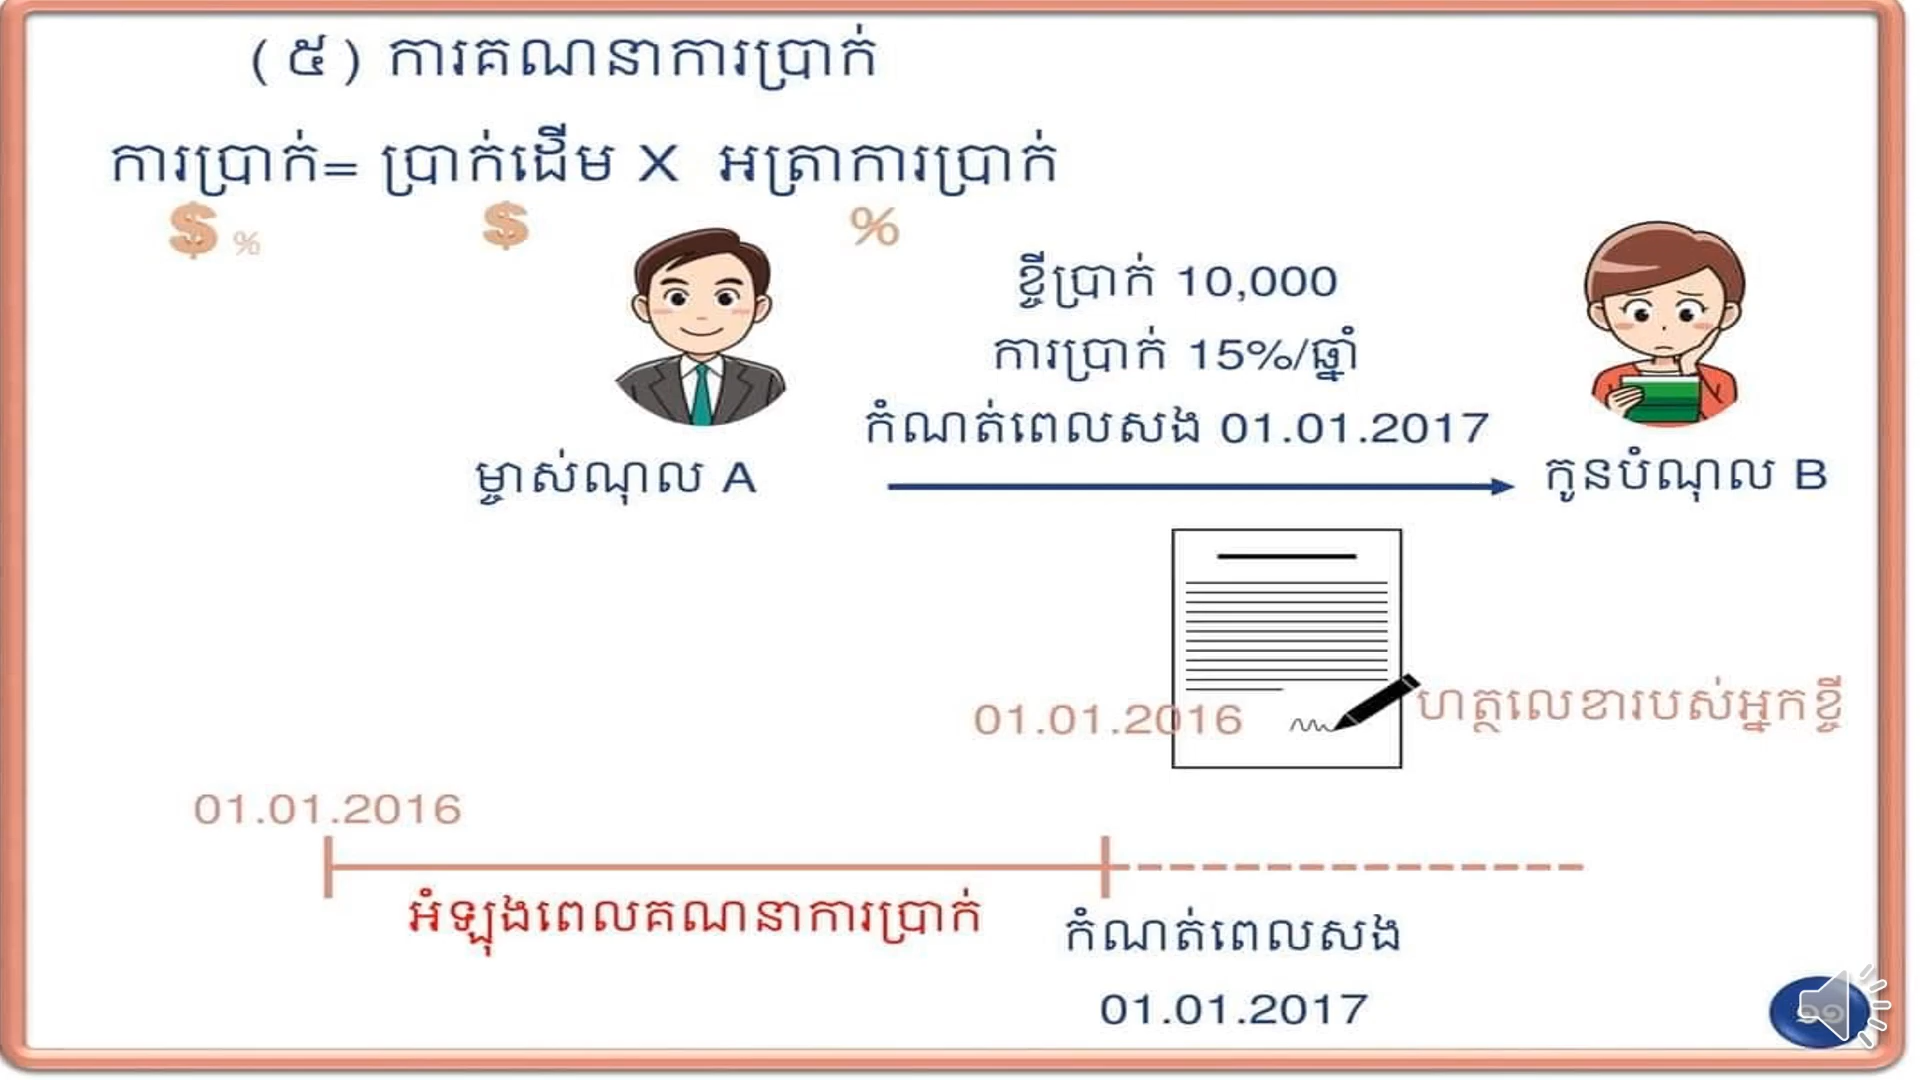 (៥) ការគណនាការប្រាក់
ការប្រាក់= ប្រាក់ដើម X អត្រាការប្រាក់
$ % $ %
ខ្ចីប្រាក់ 10,000
ការប្រាក់ 15%/ឆ្នាំ
កំណត់ពេលសង 01.01.2017
ម្ចាស់ណុល A
កូនបំណុល B
01.01.2016
ហត្ថលេខារបស់អ្នកខ្ចី
01.01.2016
អំឡុងពេលគណនាការប្រាក់
កំណត់ពេលសង
01.01.2017